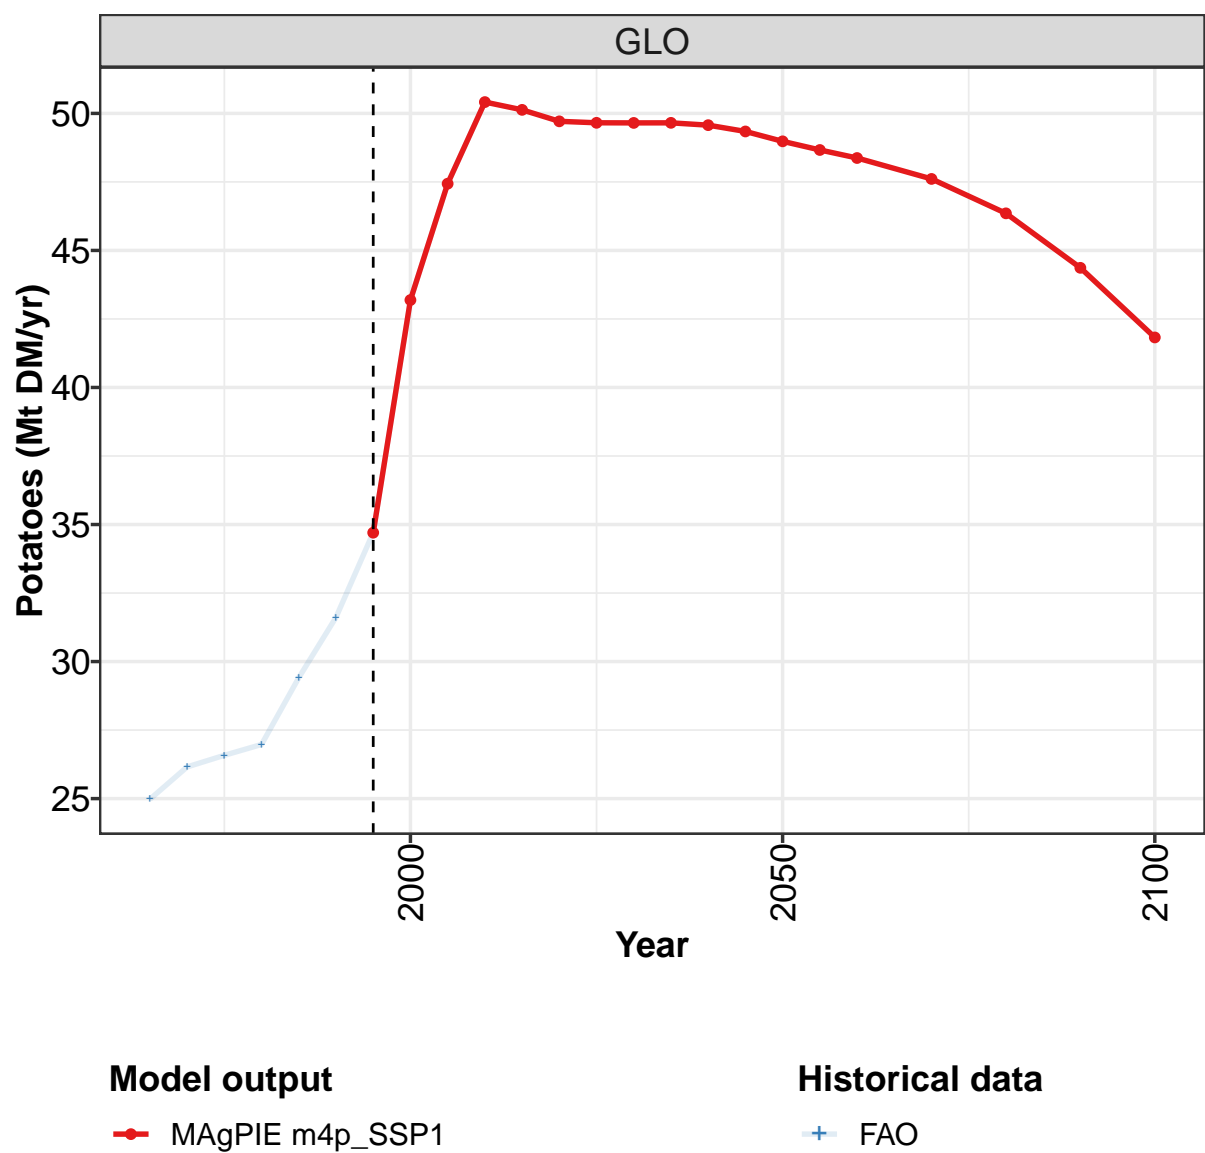 GLO
50
45
40
35
30
25
Potatoes (Mt DM/yr)
2000
2050
2100
Year
Model output
MAgPIE m4p_SSP1
Historical data
FAO